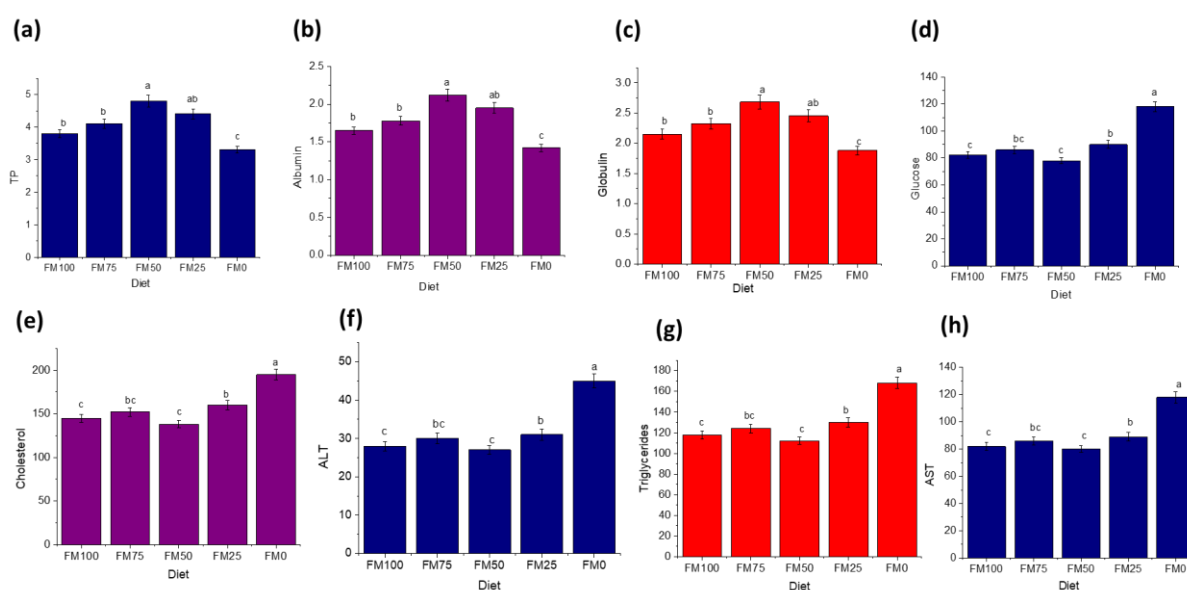 (a)
TP
5
4
3
2
1
0
b
b
a
ab
c
FM100 FM75 FM50 FM25 FM0
Diet
(b)
Albumin
2.5
2.0
1.5
1.0
0.5
0.0
b
b
a
ab
c
FM100 FM75 FM50 FM25 FM0
Diet
(c)
Globulin
3.0
2.5
2.0
1.5
1.0
0.5
0.0
b
b
a
ab
c
FM100 FM75 FM50 FM25 FM0
Diet
(d)
Glucose
140
120
100
80
60
40
20
0
c
bc
c
b
a
FM100 FM75 FM50 FM25 FM0
Diet
(e)
Cholesterol
200
150
100
50
0
c
bc
c
b
a
FM100 FM75 FM50 FM25 FM0
Diet
(f)
ALT
50
40
30
20
10
0
c
bc
c
b
a
FM100 FM75 FM50 FM25 FM0
Diet
(g)
Triglycerides
180
160
140
120
100
80
60
40
20
0
c
bc
c
b
a
FM100 FM75 FM50 FM25 FM0
Diet
(h)
AST
140
120
100
80
60
40
20
0
c
bc
c
b
a
FM100 FM75 FM50 FM25 FM0
Diet